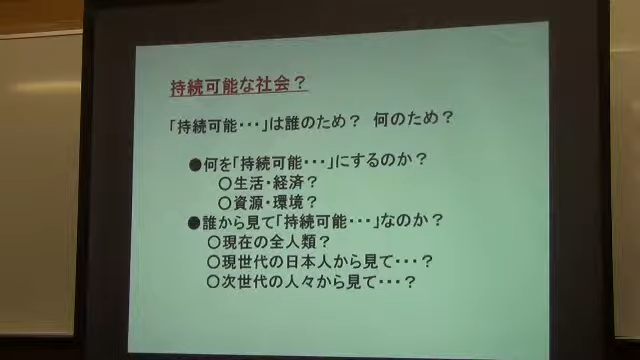 持続可能な社会？
「持続可能・・・」は誰のため？ 何のため？
●何を「持続可能・・・」にするのか？
○生活・経済？
○資源・環境？
●誰から見て「持続可能・・・」なのか？
○現在の全人類？
○現世代の日本人から見て・・・？
○次世代の人々から見て・・・？